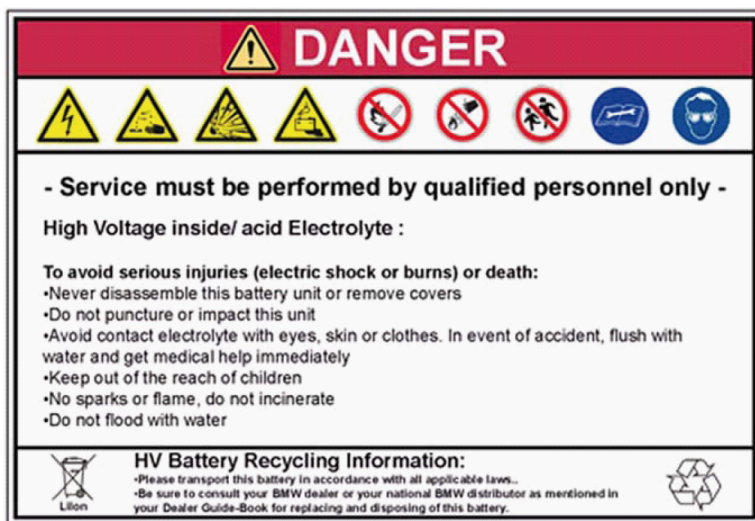 DANGER
- Service must be performed by qualified personnel only -
High Voltage inside/ acid Electrolyte :
To avoid serious injuries (electric shock or burns) or death:
•Never disassemble this battery unit or remove covers
•Do not puncture or impact this unit
•Avoid contact electrolyte with eyes, skin or clothes. In event of accident, flush with
water and get medical help immediately
•Keep out of the reach of children
•No sparks or flame, do not incinerate
•Do not flood with water
HV Battery Recycling Information:
•Please transport this battery in accordance with all applicable laws..
•Be sure to consult your BMW dealer or your national BMW distributor as mentioned in
your Dealer Guide-Book for replacing and disposing of this battery.
LiIon